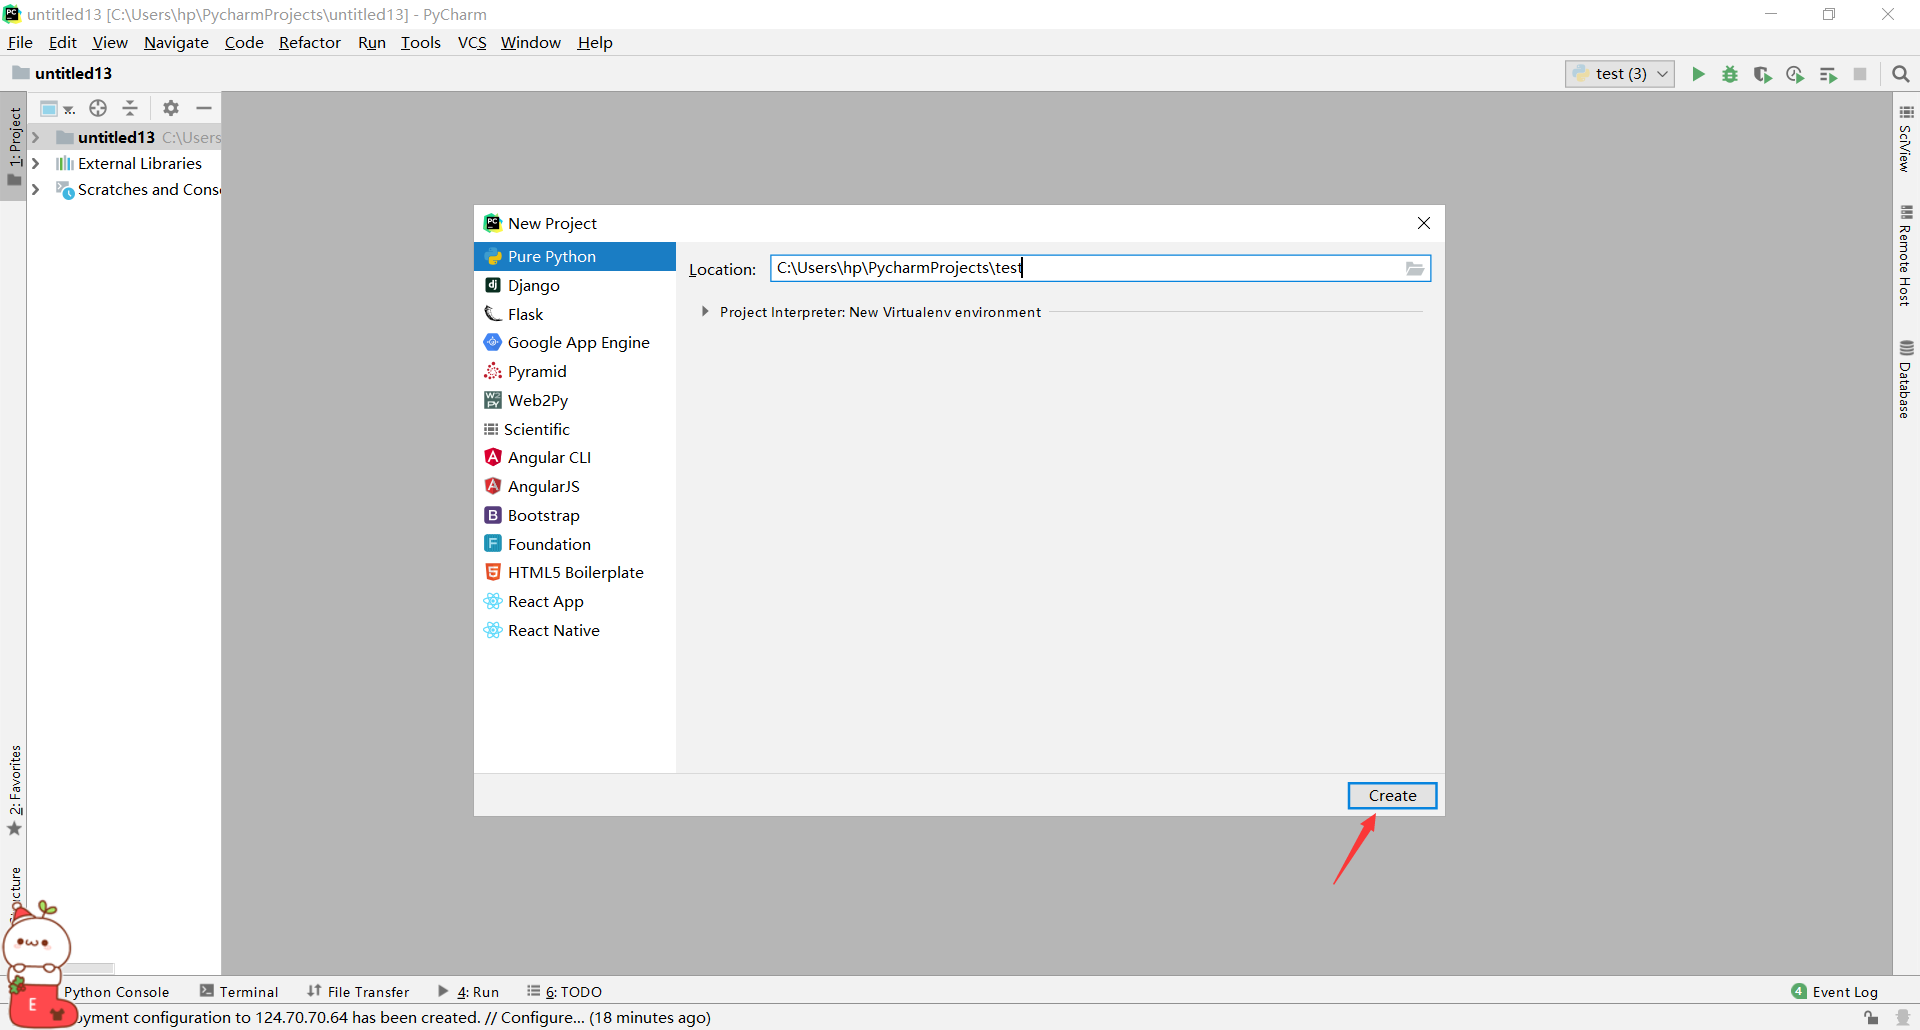 untitled13 [C:\Users\hp\PycharmProjects\untitled13] - PyCharm
File Edit View Navigate Code Refactor Run Tools VCS Window Help
untitled13
test (3)
1: Project
untitled13 C:\Users
External Libraries
Scratches and Cons
New Project
Pure Python
Django
Flask
Google App Engine
Pyramid
Web2Py
Scientific
Angular CLI
AngularJS
Bootstrap
Foundation
HTML5 Boilerplate
React App
React Native
Location: C:\Users\hp\PycharmProjects\test
Project Interpreter: New Virtualenv environment
Create
SciView
Remote Host
Database
2: Favorites
ucture
E
Python Console Terminal File Transfer 4: Run 6: TODO
4 Event Log
oyment configuration to 124.70.70.64 has been created. // Configure... (18 minutes ago)